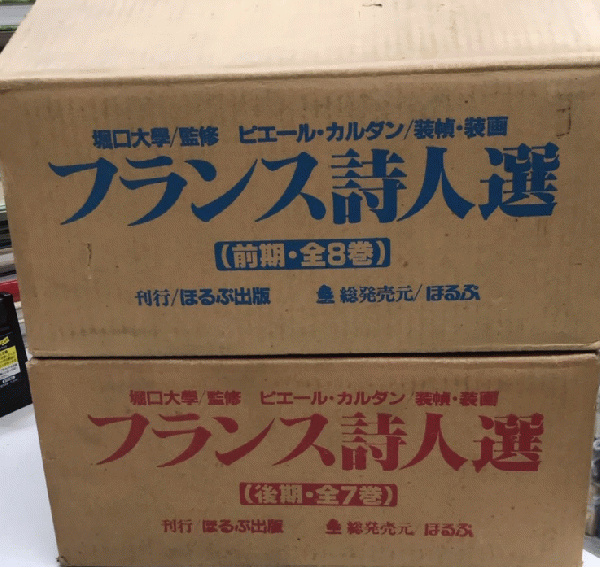 堀口大學/監修 ピエール・カルダン/装幀・装画
フランス詩人選
(前期・全8巻)
刊行/ほるぷ出版 総発売元/ほるぷ
堀口大學/監修 ピエール・カルダン/装幀・装画
フランス詩人選
(後期・全7巻)
刊行/ほるぷ出版 総発売元/ほるぷ